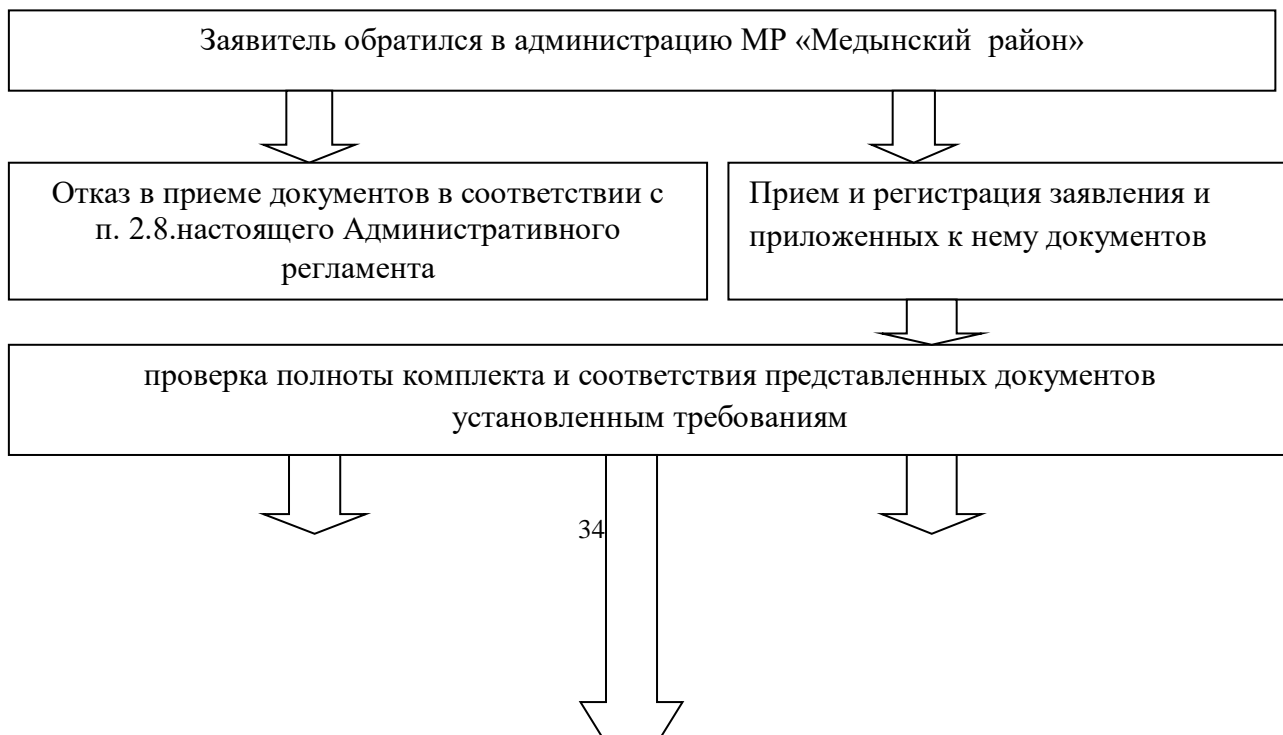 Заявитель обратился в администрацию МР «Медынский  район»
Отказ в приеме документов в соответствии с
п. 2.8.настоящего Административного
регламента
Прием и регистрация заявления и
приложенных к нему документов
проверка полноты комплекта и соответствия представленных документов
установленным требованиям
34